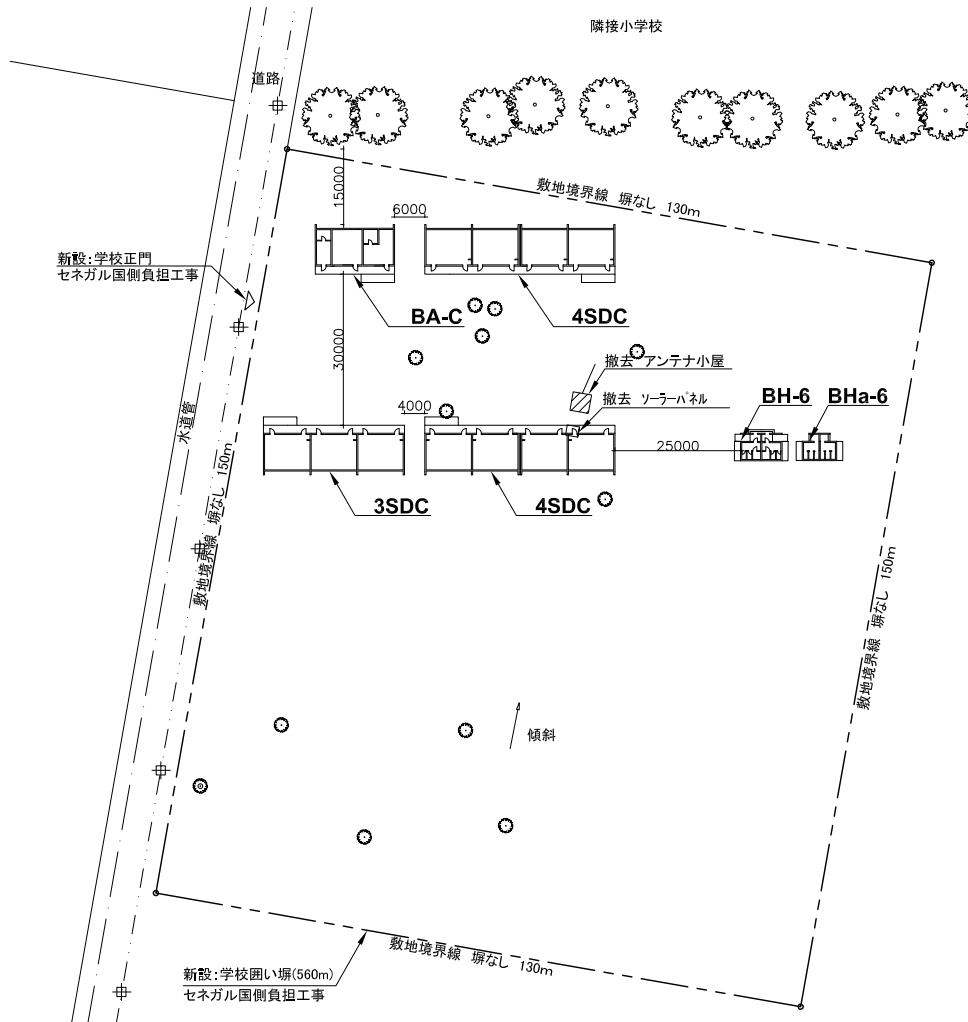 隣接小学校
道路
敷地境界線 塀なし 130m
15000
6000
新設:学校正門
セネガル国側負担工事
BA-C
4SDC
30000
撤去 アンテナ小屋
撤去 ソーラーパネル
BH-6
BHa-6
4000
25000
水道管
3SDC
4SDC
敷地境界線 塀なし 150m
敷地境界線 塀なし 150m
傾斜
敷地境界線 塀なし 130m
新設:学校囲い塀(560m)
セネガル国側負担工事